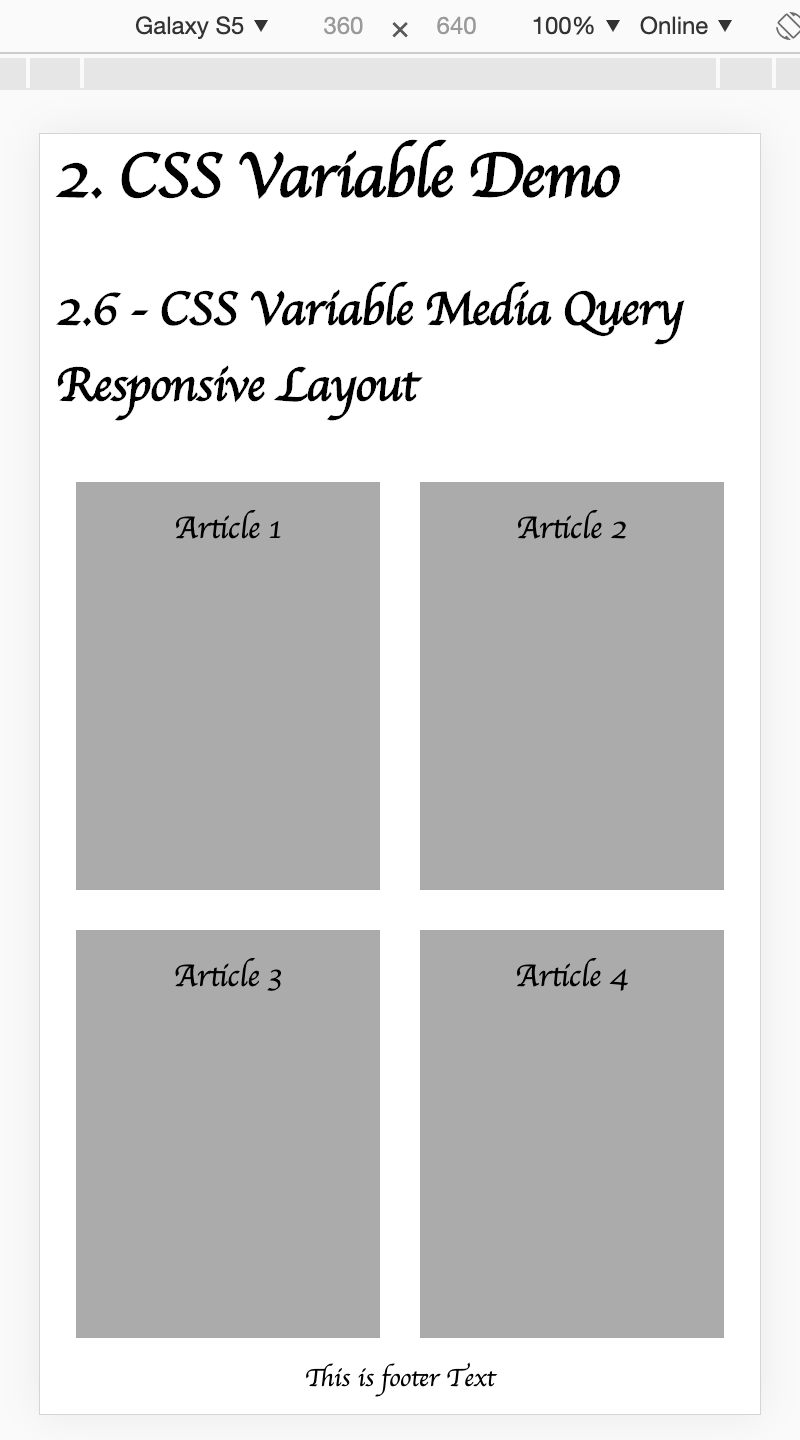 Galaxy S5 ▼ 360 × 640 100% ▼ Online ▼
2. CSS Variable Demo
2.6 - CSS Variable Media Query
Responsive Layout
Article 1 Article 2
Article 3 Article 4
This is footer Text